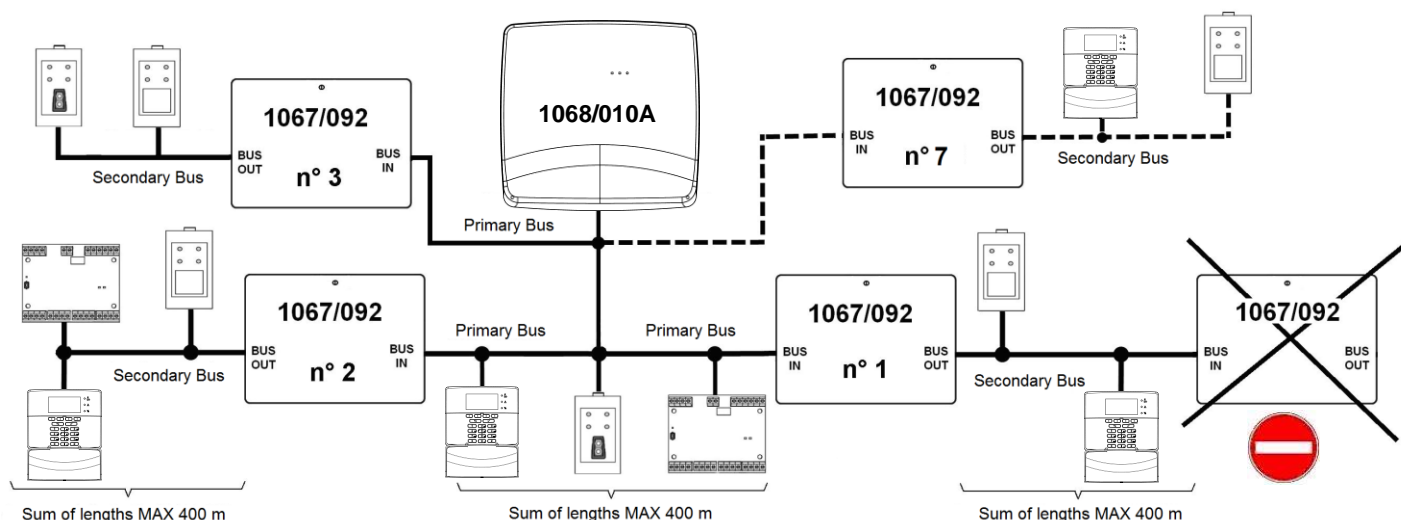 1067/092
BUS OUT
BUS IN
n° 3
Secondary Bus
1068/010A
Primary Bus
1067/092
BUS IN
BUS OUT
n° 7
Secondary Bus
1067/092
BUS OUT
BUS IN
n° 2
Secondary Bus
Primary Bus
Primary Bus
1067/092
BUS IN
BUS OUT
n° 1
Secondary Bus
1067/092
BUS IN
BUS OUT
Sum of lengths MAX 400 m
Sum of lengths MAX 400 m
Sum of lengths MAX 400 m